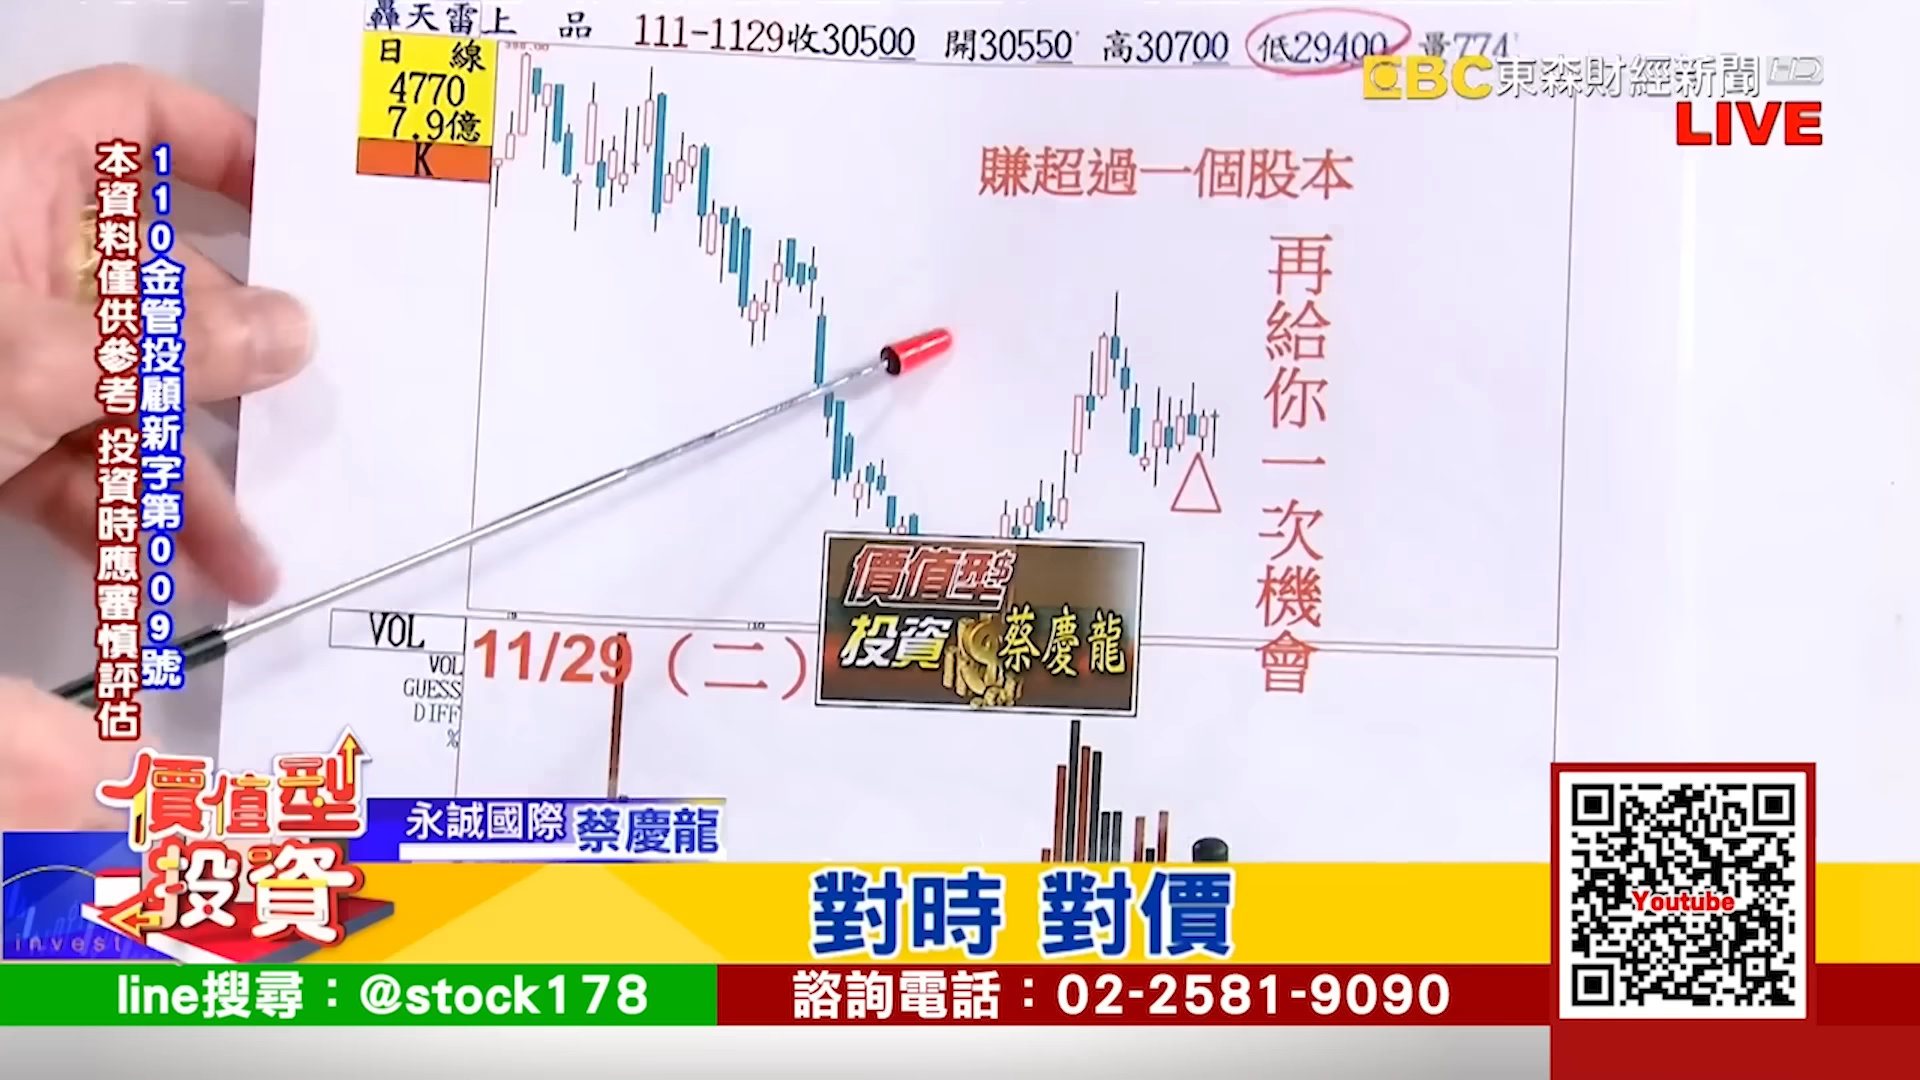 轟天雷上 品 111-1129收30500 開30550 高30700 低29400 量774
日 線
4770
7.9億
K
398.00
EBC東森財經新聞HD
LIVE
賺超過一個股本
再給你一次機會
110金管投顧新字第009號
本資料僅供參考 投資時應審慎評估
VOL
VOL
GUESS
DIFF
%
11/29（二）
價值型
投資 蔡慶龍
價值型
投資
invest
永誠國際 蔡慶龍
對時 對價
Youtube
line搜尋：@stock178
諮詢電話：02-2581-9090